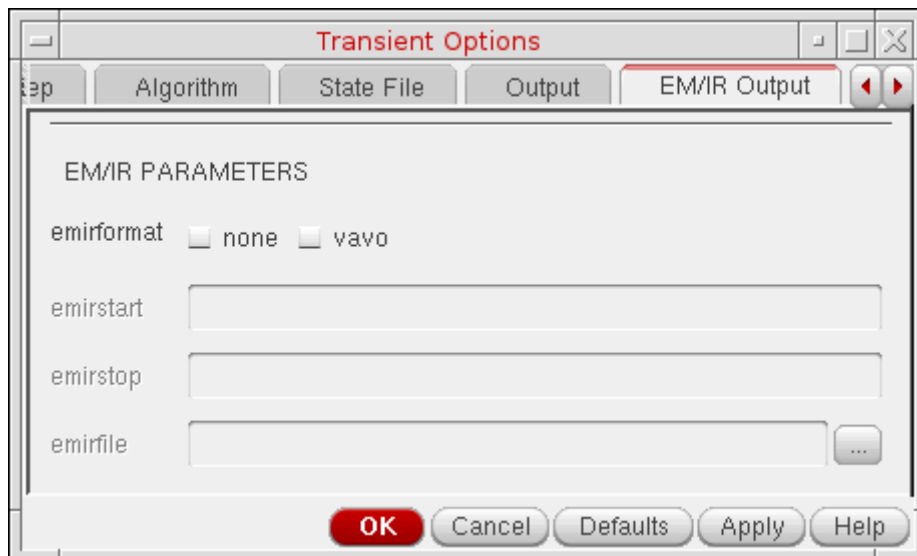 Transient Options
ep Algorithm State File Output EM/IR Output
EM/IR PARAMETERS
emirformat none vavo
emirstart
emirstop
emirfile ...
OK Cancel Defaults Apply Help